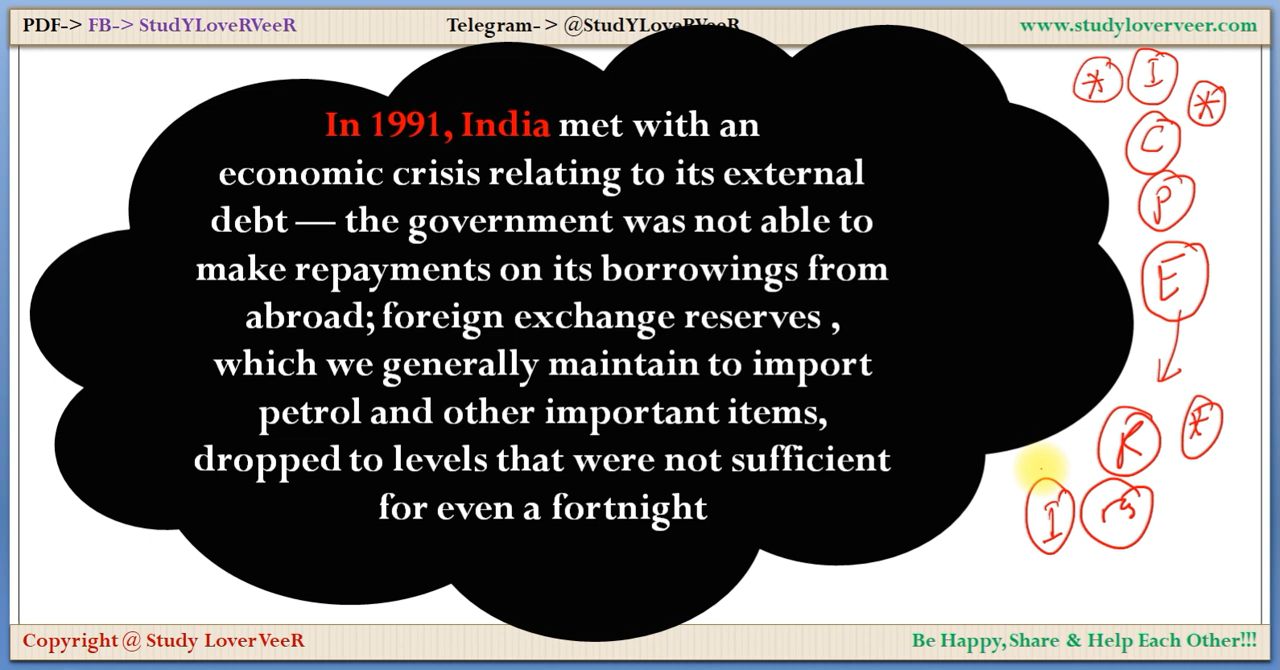 PDF-> FB-> StudYLoveRVeeR
Telegram-> @StudYLoveRVeeR
www.studyloverveer.com
In 1991, India met with an
economic crisis relating to its external
debt — the government was not able to
make repayments on its borrowings from
abroad; foreign exchange reserves ,
which we generally maintain to import
petrol and other important items,
dropped to levels that were not sufficient
for even a fortnight
* I *
C
P
E
R
I
Copyright @ Study LoverVeeR
Be Happy,Share & Help Each Other!!!